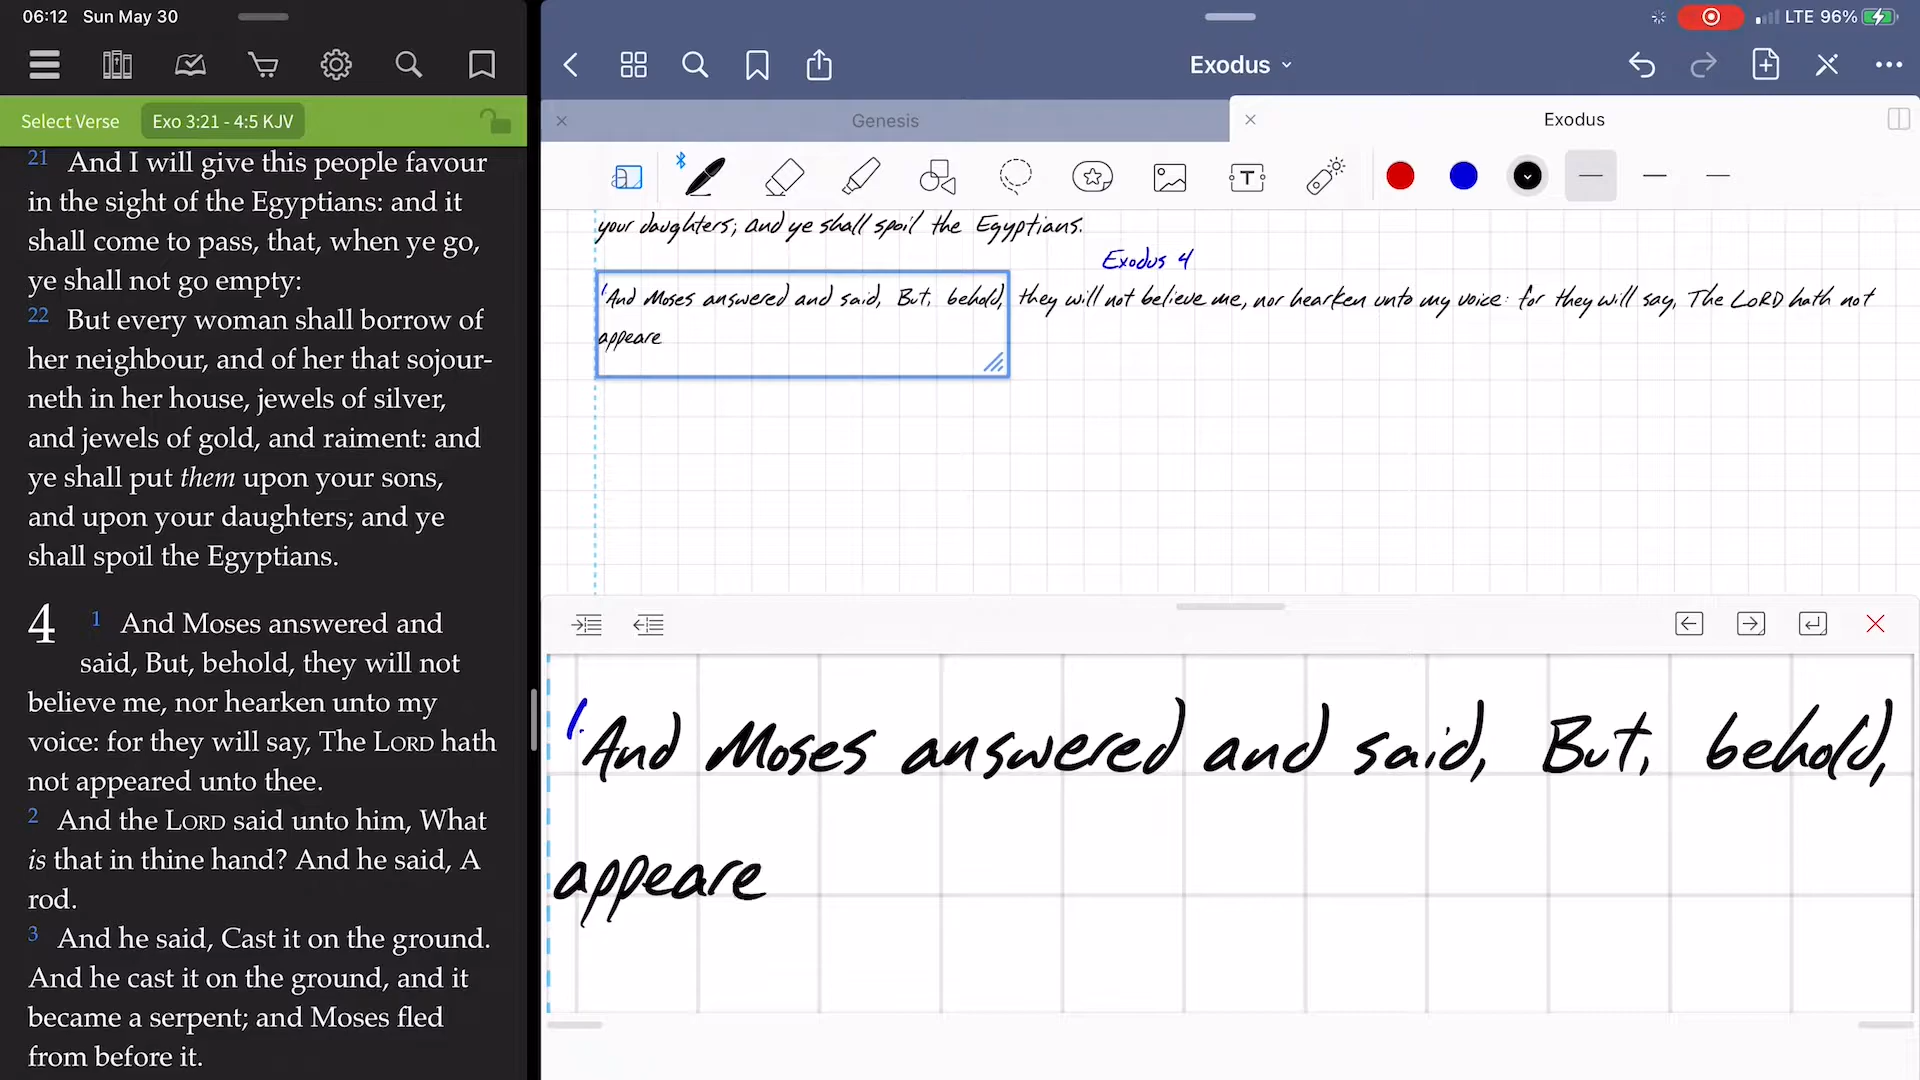 06:12 Sun May 30
LTE 96%
Exodus
Select Verse Exo 3:21 - 4:5 KJV
Genesis
Exodus
21 And I will give this people favour
in the sight of the Egyptians: and it
shall come to pass, that, when ye go,
ye shall not go empty:
22 But every woman shall borrow of
her neighbour, and of her that sojour-
neth in her house, jewels of silver,
and jewels of gold, and raiment: and
ye shall put them upon your sons,
and upon your daughters; and ye
shall spoil the Egyptians.
4 1 And Moses answered and
said, But, behold, they will not
believe me, nor hearken unto my
voice: for they will say, The LORD hath
not appeared unto thee.
2 And the LORD said unto him, What
is that in thine hand? And he said, A
rod.
3 And he said, Cast it on the ground.
And he cast it on the ground, and it
became a serpent; and Moses fled
from before it.
T
your daughters; and ye shall spoil the Egyptians.
Exodus 4
1 And Moses answered and said, But, behold, they will not believe me, nor hearken unto my voice: for they will say, The LORD hath not
appeare
1. And Moses answered and said, But, behold,
appeare